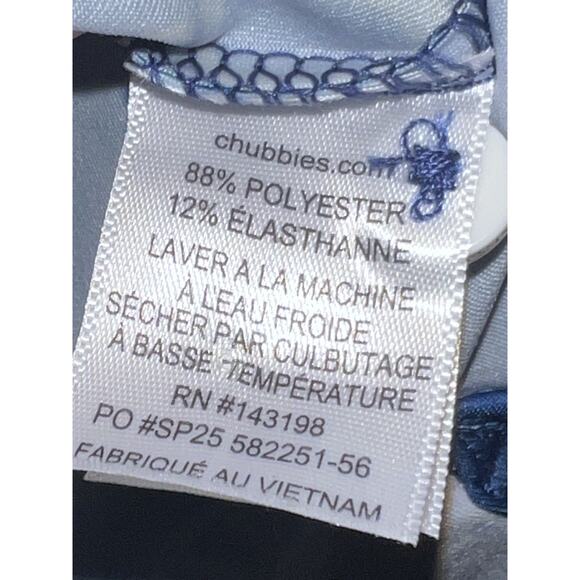 chubbies.com
88% POLYESTER
12% ÉLASTHANNE
LAVER A LA MACHINE
À L'EAU FROIDE
SÉCHER PAR CULBUTAGE
À BASSE TEMPÉRATURE
RN #143198
PO #SP25 582251-56
FABRIQUÉ AU VIETNAM